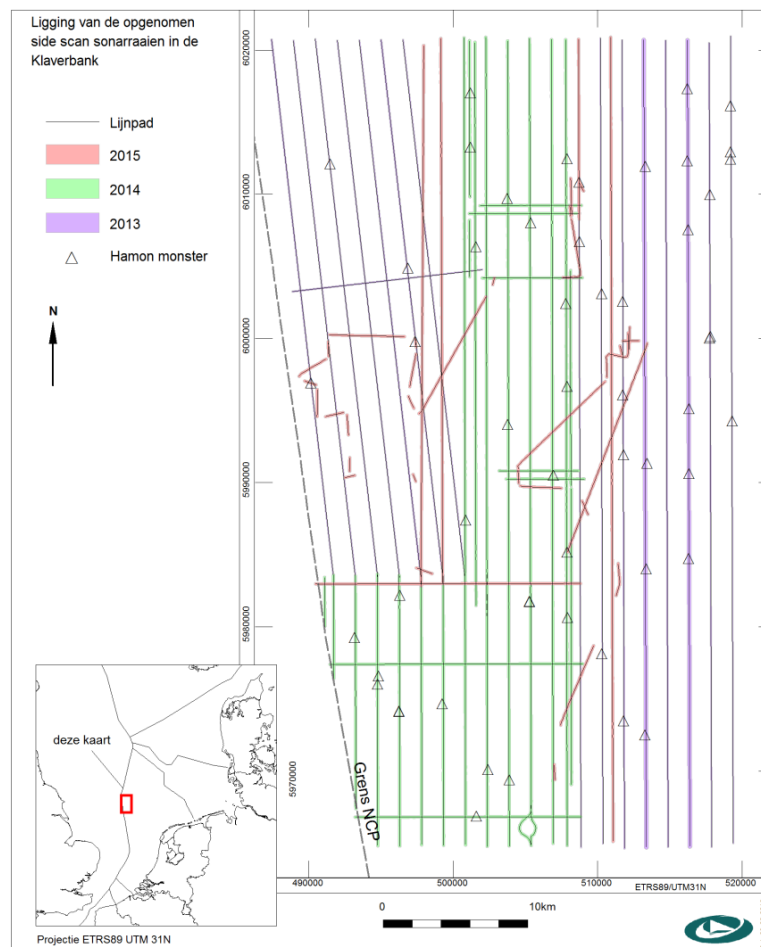 Ligging van de opgenomen
side scan sonarraaien in de
Klaverbank
Lijnpad
2015
2014
2013
Hamon monster
N
6020000
6010000
6000000
5990000
5980000
5970000
deze kaart
Grens NCP
490000
500000
510000
520000
ETRS89/UTM31N
0
10km
Projectie ETRS89 UTM 31N